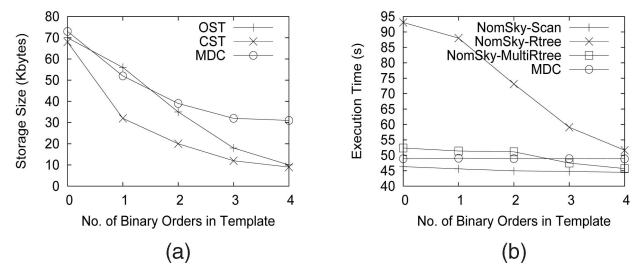 Storage Size (Kbytes)
80
70
60
50
40
30
20
10
0
OST
CST
MDC
0 1 2 3 4
No. of Binary Orders in Template
(a)
Execution Time (s)
95
90
85
80
75
70
65
60
55
50
45
40
NomSky-Scan
NomSky-Rtree
NomSky-MultiRtree
MDC
0 1 2 3 4
No. of Binary Orders in Template
(b)